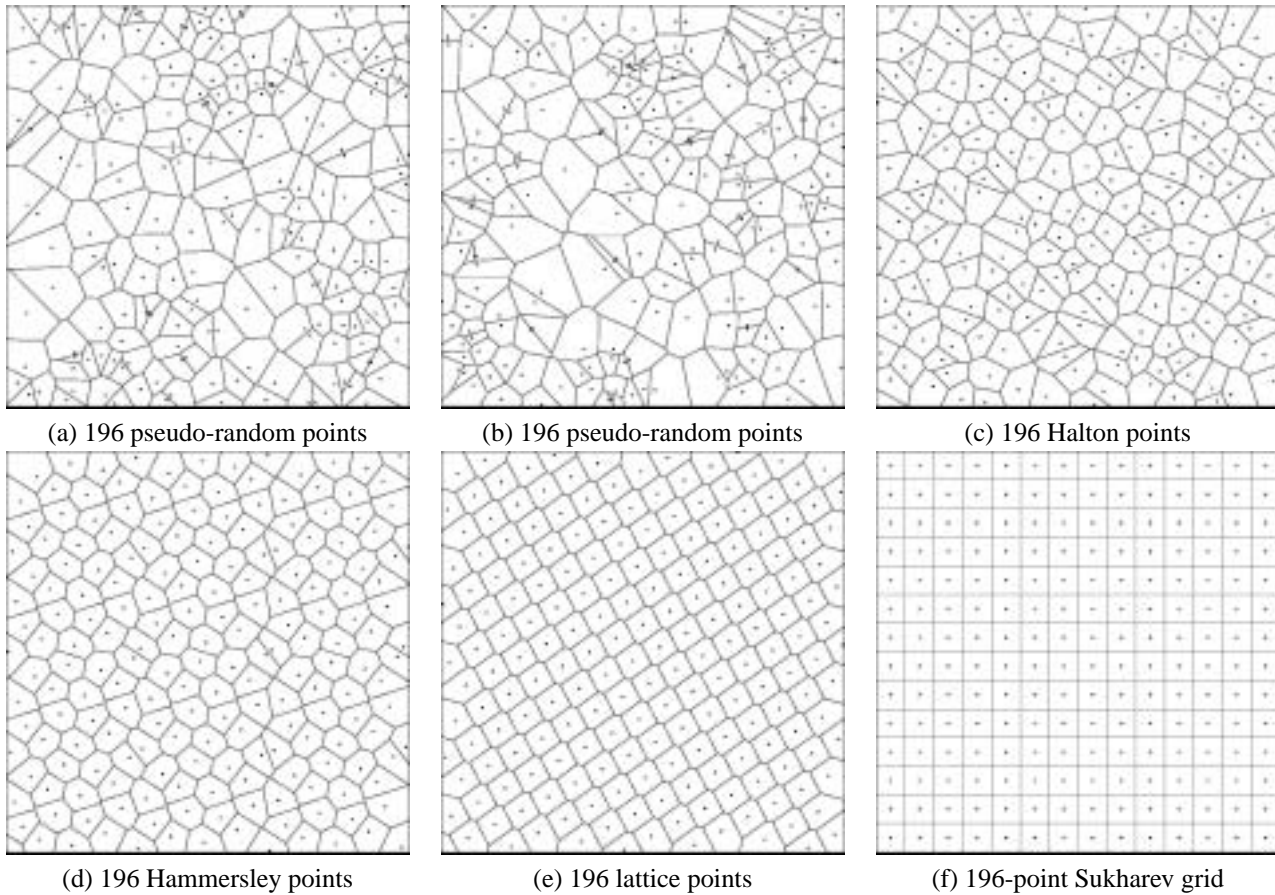 (a) 196 pseudo-random points
(b) 196 pseudo-random points
(c) 196 Halton points
(d) 196 Hammersley points
(e) 196 lattice points
(f) 196-point Sukharev grid